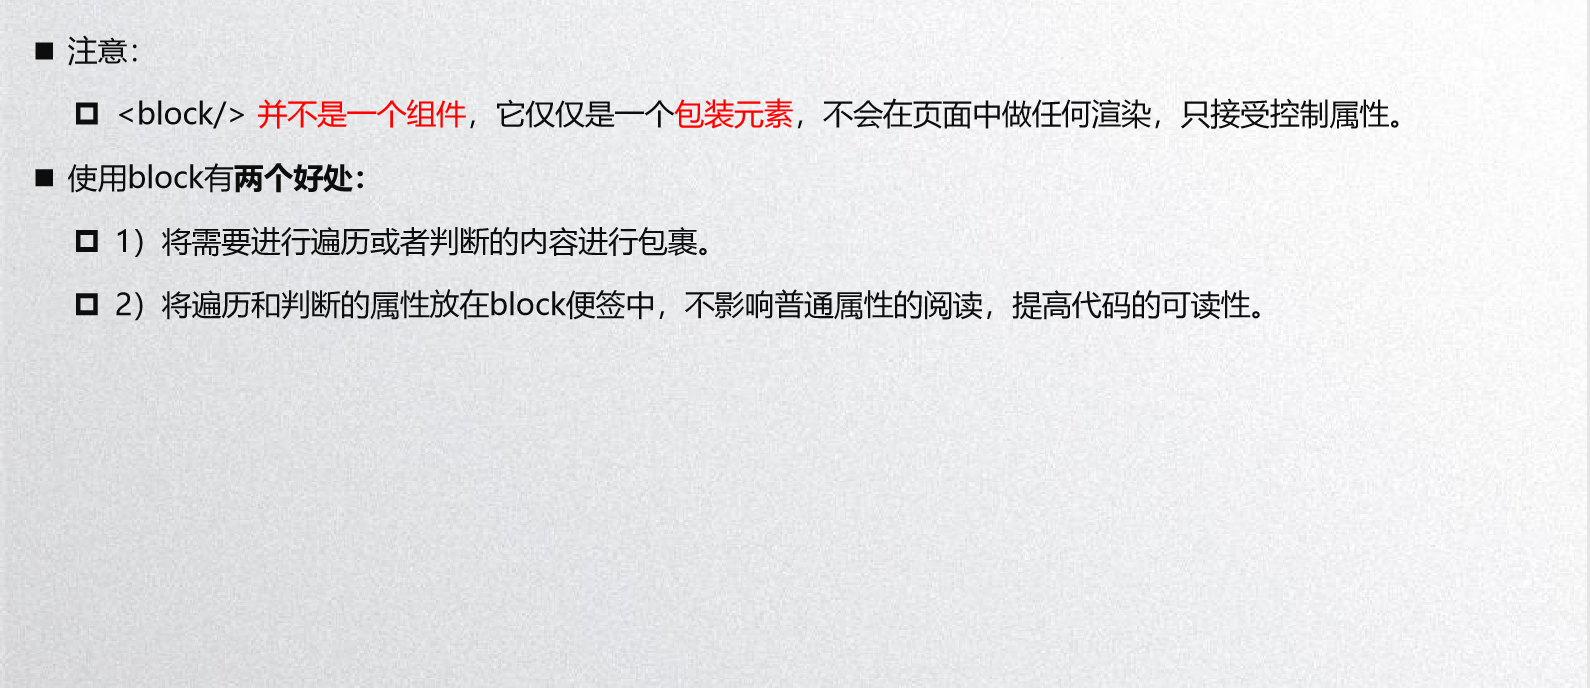 注意：
<block/> 并不是一个组件，它仅仅是一个包装元素，不会在页面中做任何渲染，只接受控制属性。
使用block有两个好处：
1）将需要进行遍历或者判断的内容进行包裹。
2）将遍历和判断的属性放在block便签中，不影响普通属性的阅读，提高代码的可读性。